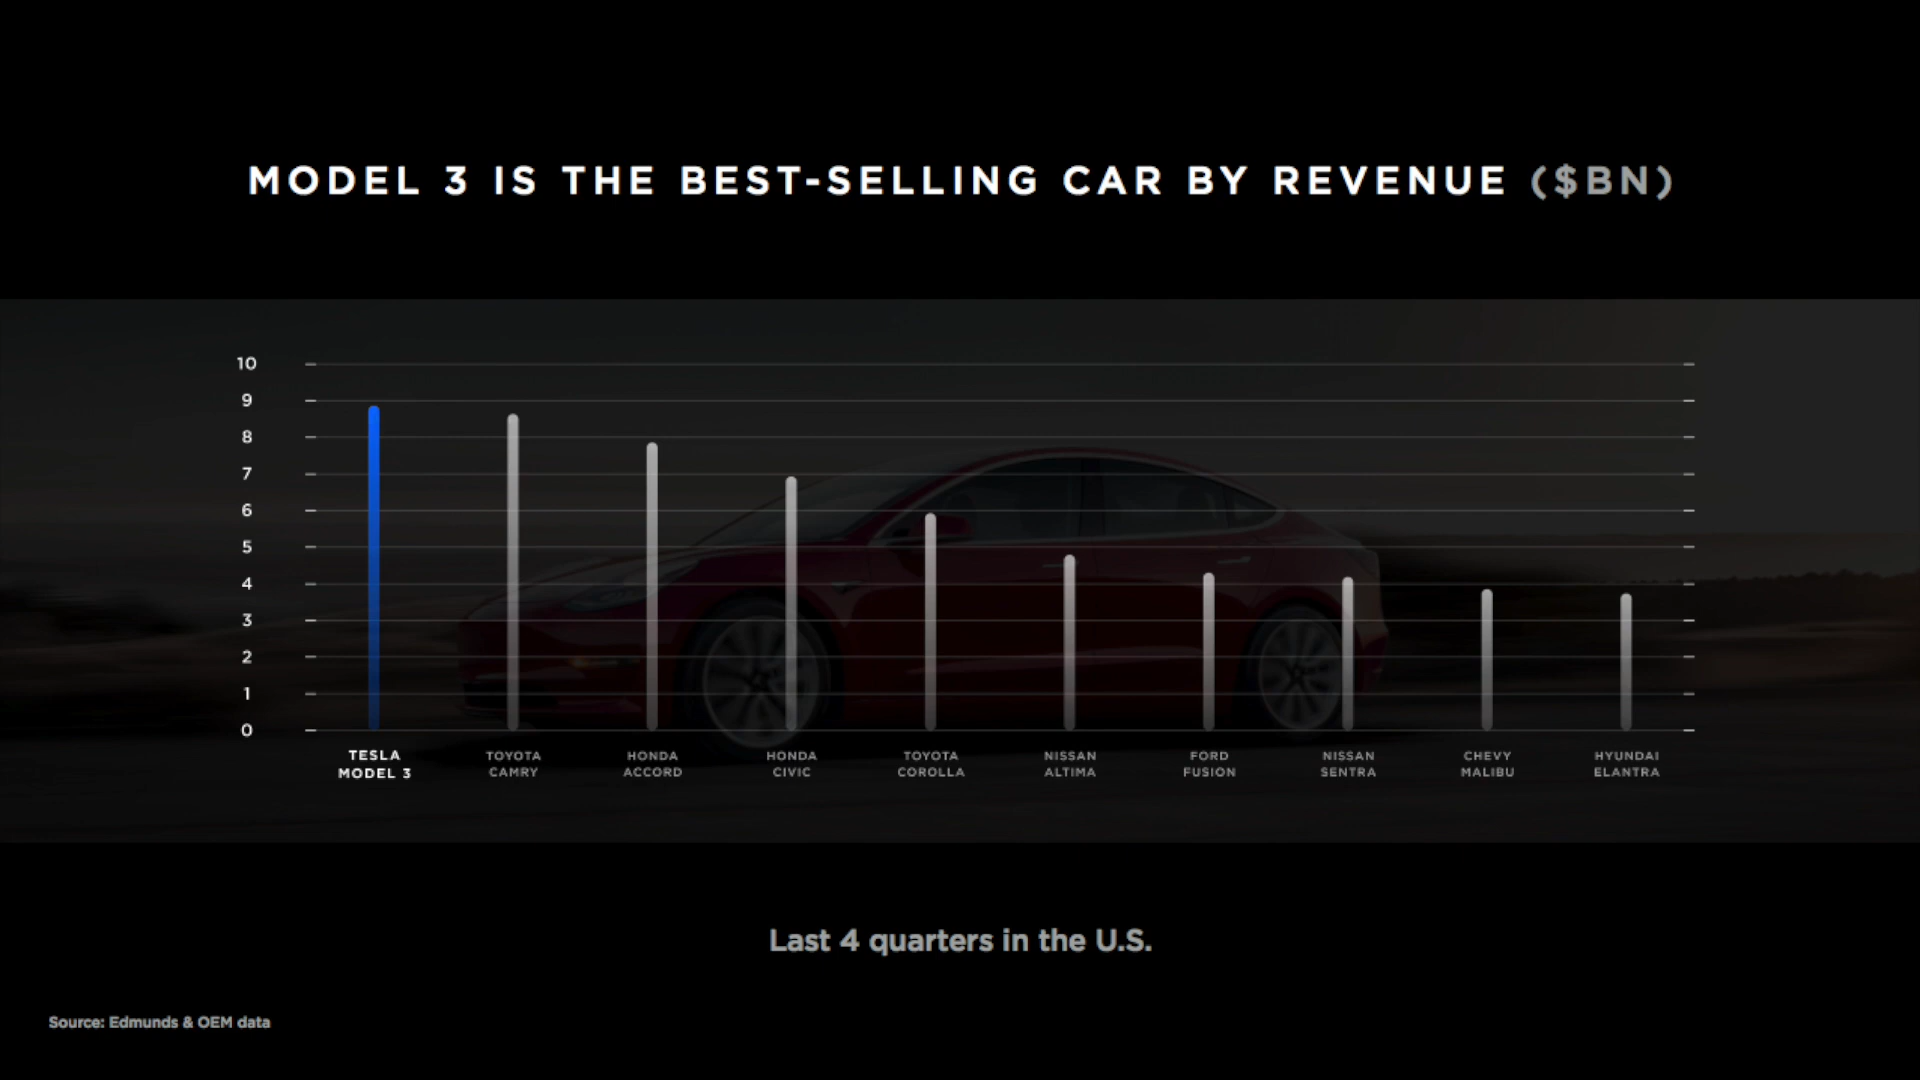 MODEL 3 IS THE BEST-SELLING CAR BY REVENUE ($BN)
10
9
8
7
6
5
4
3
2
1
0
TESLA
MODEL 3
TOYOTA
CAMRY
HONDA
ACCORD
HONDA
CIVIC
TOYOTA
COROLLA
NISSAN
ALTIMA
FORD
FUSION
NISSAN
SENTRA
CHEVY
MALIBU
HYUNDAI
ELANTRA
Last 4 quarters in the U.S.
Source: Edmunds & OEM data